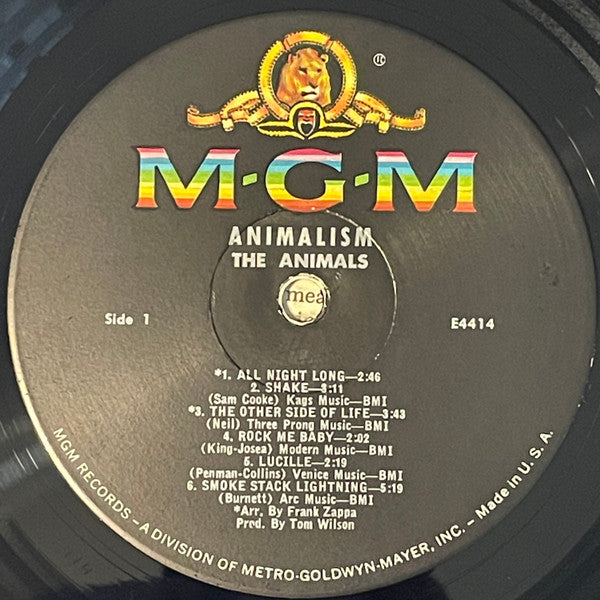 ®
M·G·M
ANIMALISM
THE ANIMALS
mea
Side 1
E4414
*1. ALL NIGHT LONG—2:46
2. SHAKE—3:11
(Sam Cooke) Kags Music—BMI
*3. THE OTHER SIDE OF LIFE—3:43
(Neil) Three Prong Music—BMI
4. ROCK ME BABY—2:02
(King-Josea) Modern Music—BMI
5. LUCILLE—2:19
(Penman-Collins) Venice Music—BMI
6. SMOKE STACK LIGHTNING—5:19
(Burnett) Arc Music—BMI
*Arr. By Frank Zappa
Prod. By Tom Wilson
MGM RECORDS – A DIVISION OF METRO-GOLDWYN-MAYER, INC. – Made in U.S.A.